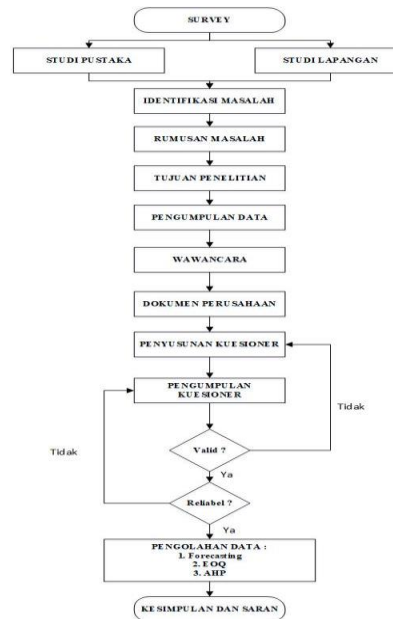 SURVEY
STUDI PUSTAKA
STUDI LAPANGAN
IDENTIFIKASI MASALAH
RUMUSAN MASALAH
TUJUAN PENELITIAN
PENGUMPULAN DATA
WAWANCARA
DOKUMEN PERUSAHAAN
PENYUSUNAN KUESIONER
PENGUMPULAN
KUESIONER
Tidak
Tidak
Valid ?
Ya
Reliabel ?
Ya
PENGOLAHAN DATA :
1. Forecasting
2. EOQ
3. AHP
KESIMPULAN DAN SARAN